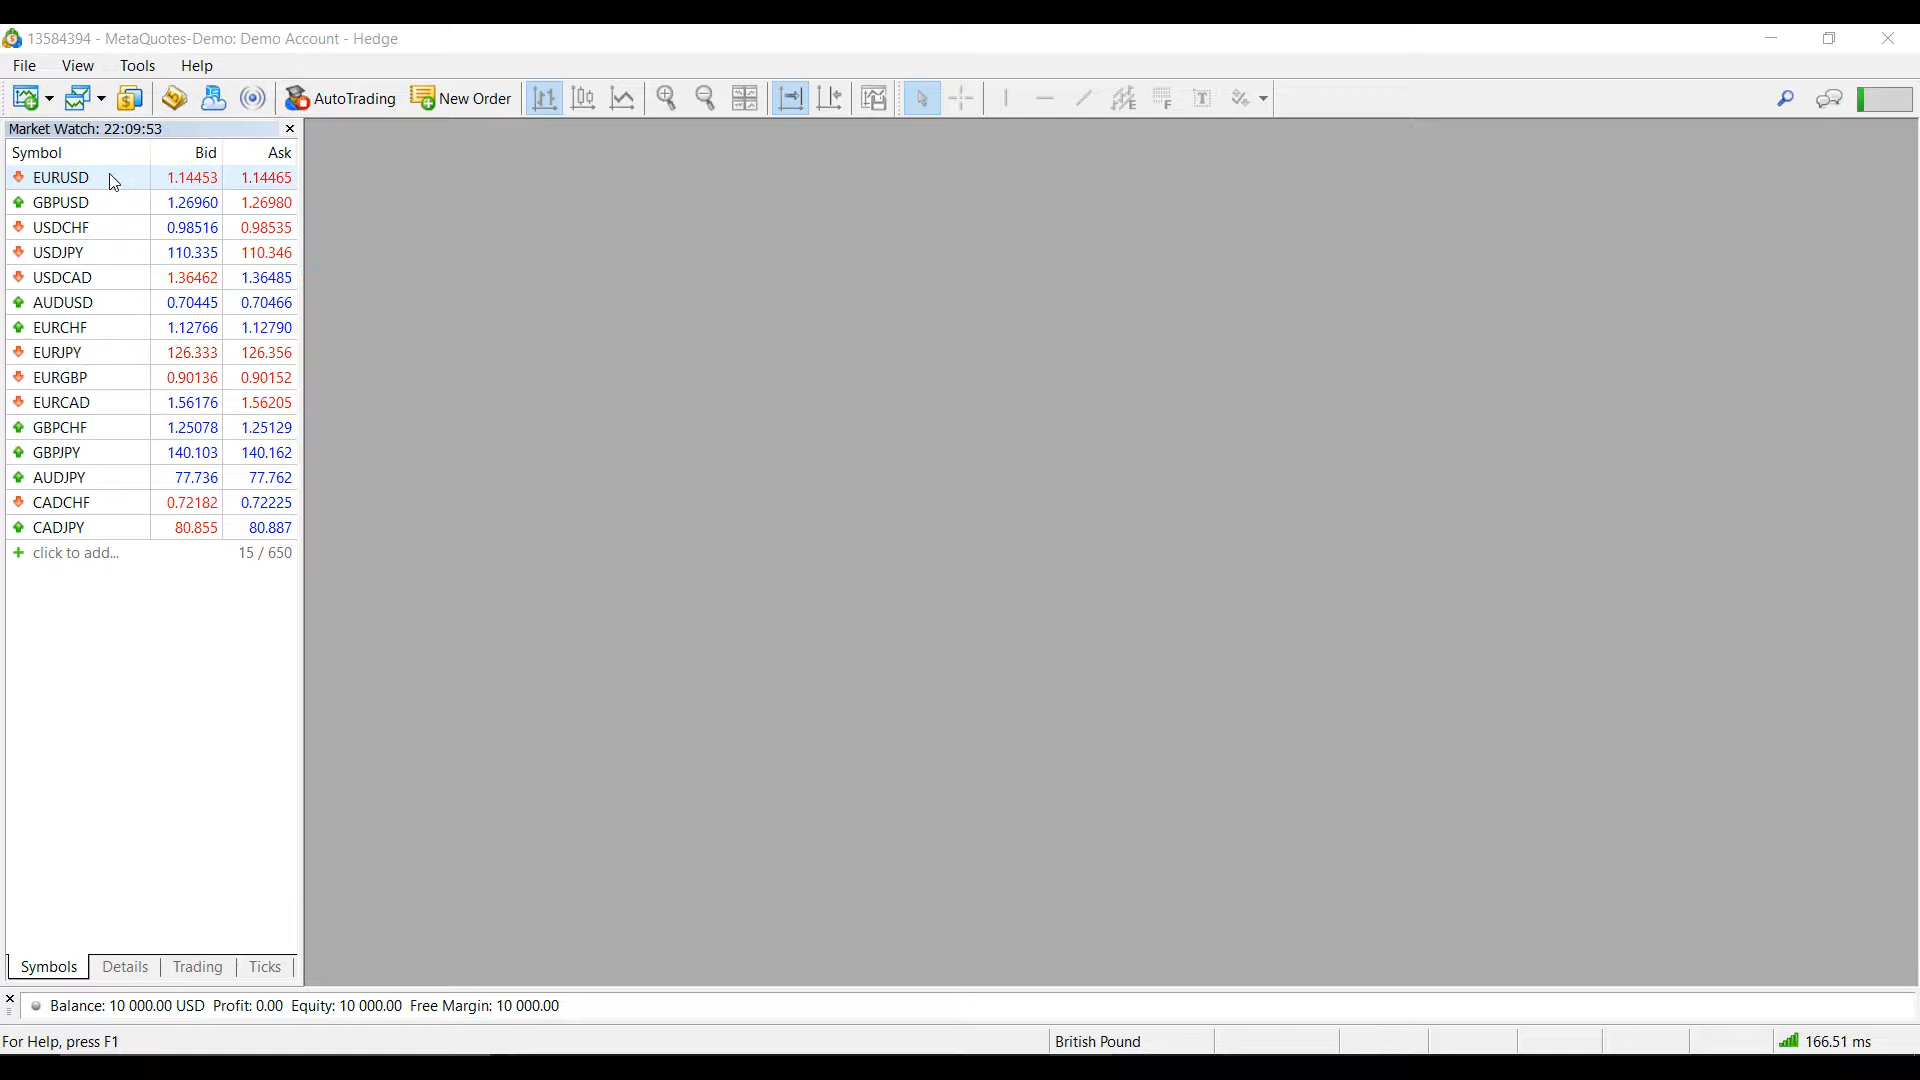 13584394 - MetaQuotes-Demo: Demo Account - Hedge
File View Tools Help
AutoTrading New Order
Market Watch: 22:09:53
Symbol Bid Ask
EURUSD 1.14453 1.14465
GBPUSD 1.26960 1.26980
USDCHF 0.98516 0.98535
USDJPY 110.335 110.346
USDCAD 1.36462 1.36485
AUDUSD 0.70445 0.70466
EURCHF 1.12766 1.12790
EURJPY 126.333 126.356
EURGBP 0.90136 0.90152
EURCAD 1.56176 1.56205
GBPCHF 1.25078 1.25129
GBPJPY 140.103 140.162
AUDJPY 77.736 77.762
CADCHF 0.72182 0.72225
CADJPY 80.855 80.887
click to add... 15 / 650
Symbols Details Trading Ticks
Balance: 10 000.00 USD Profit: 0.00 Equity: 10 000.00 Free Margin: 10 000.00
For Help, press F1 British Pound 166.51 ms